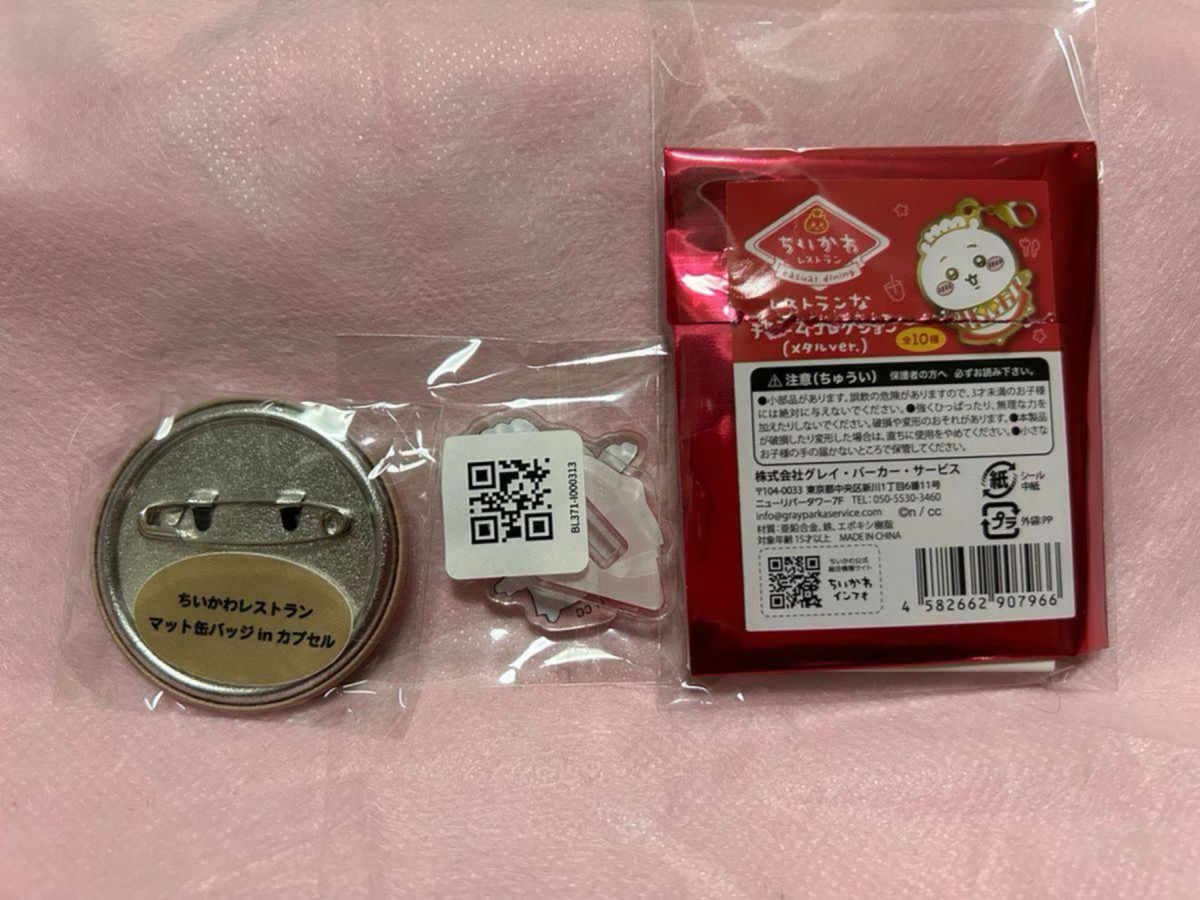 ちいかわレストラン
マット缶バッジ in カプセル
BL371-I000313
CC
ちいかわ
レストラン
casual dining
レストランな
チャームコレクション
(メタルver.)
全10種
注意(ちゅうい) 保護者の方へ 必ずお読み下さい。
●小部品があります。誤飲の危険がありますので、3才未満のお子様
には絶対に与えないでください。●強くひっぱったり、無理な力を
加えたりしないでください。破損や変形のおそれがあります。●本製品
が破損したり変形した場合は、直ちに使用をやめてください。●小さな
お子様の手の届かないところで保管してください。
株式会社グレイ・パーカー・サービス
〒104-0033 東京都中央区新川1丁目6番11号
ニューリバータワー7F TEL:050-5530-3460
info@grayparkaservice.com ©n / cc
材質:亜鉛合金、鉄、エポキシ樹脂
対象年齢 15才以上 MADE IN CHINA
紙
シール
中紙
プラ
外袋:PP
ちいかわ公式
総合情報サイト
ちいかわ
インフォ
4 582662 907966